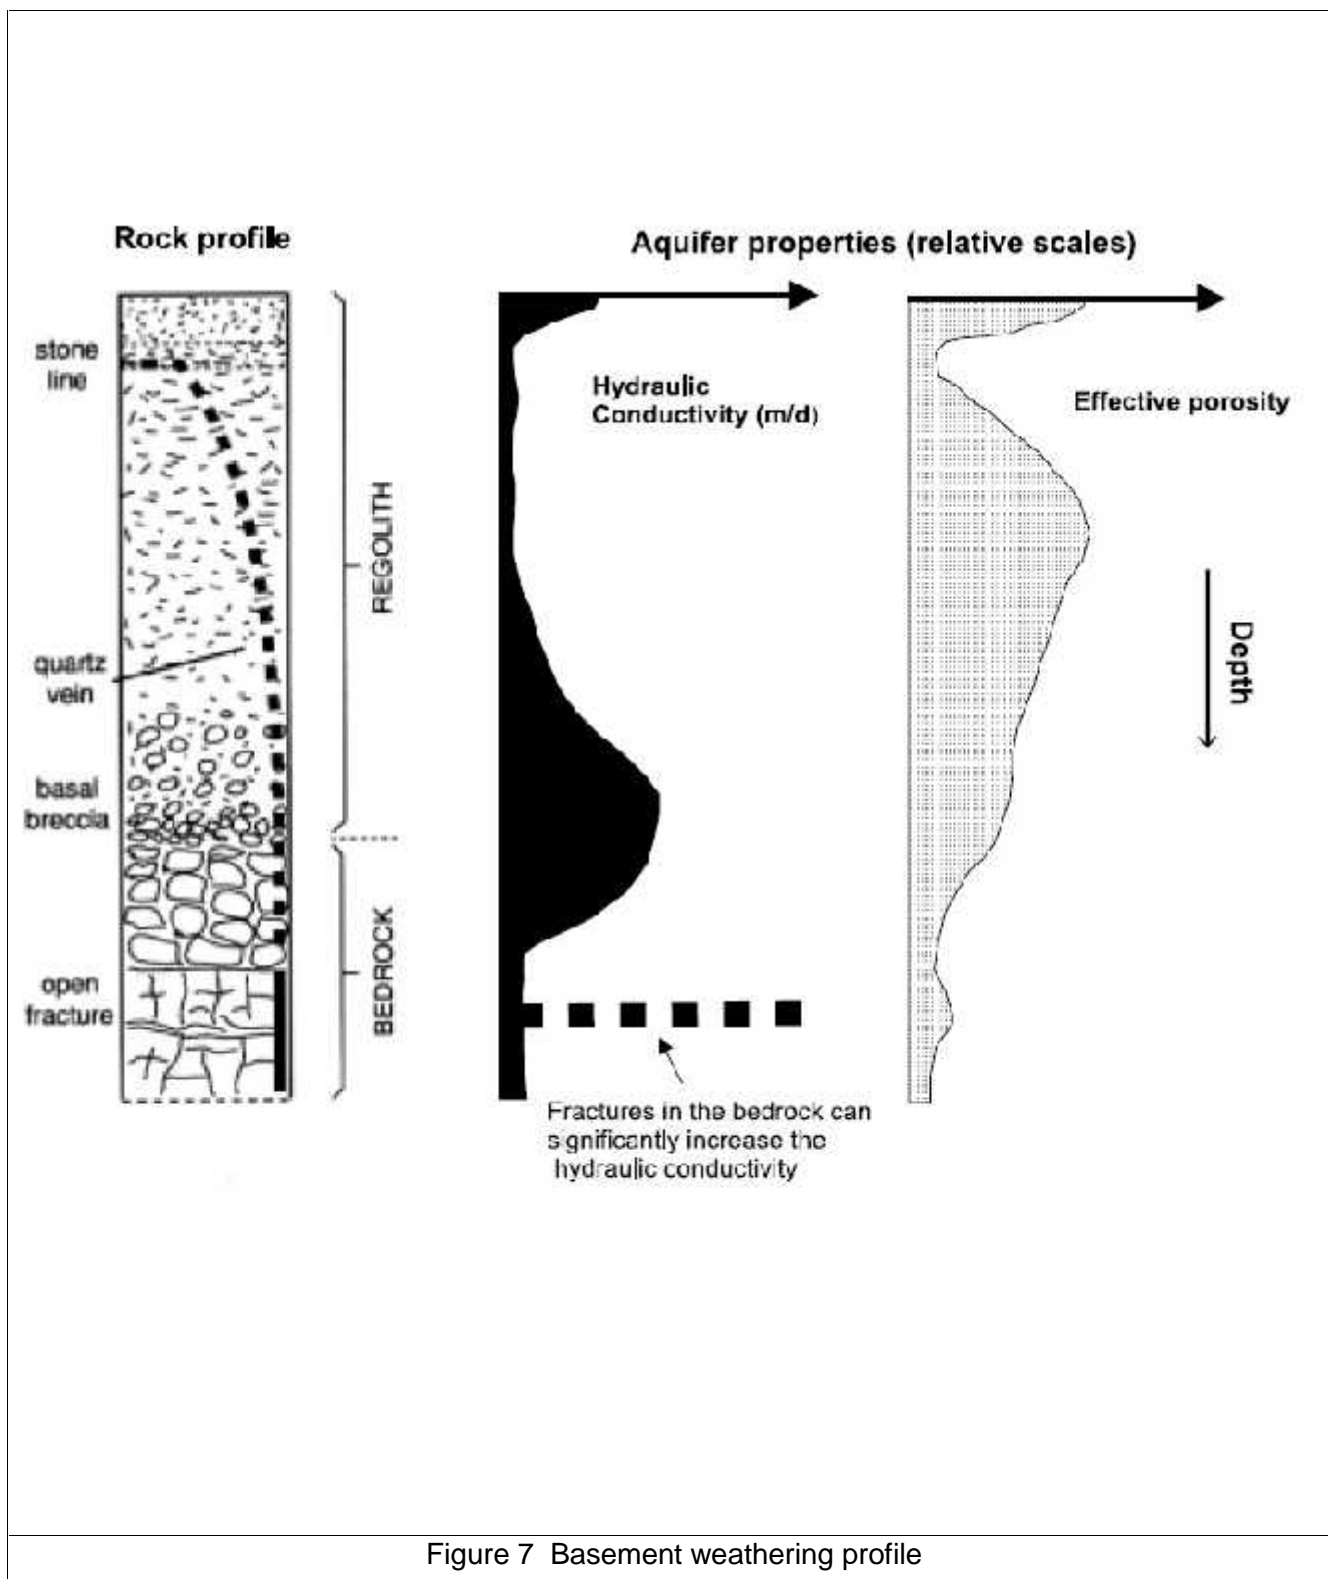 Rock profile
Aquifer properties (relative scales)
stone
line
Hydraulic
Conductivity (m/d)
Effective porosity
REGOLITH
Depth
quartz
vein
basal
breccia
BEDROCK
open
fracture
Fractures in the bedrock can
significantly increase the
hydraulic conductivity
Figure 7 Basement weathering profile